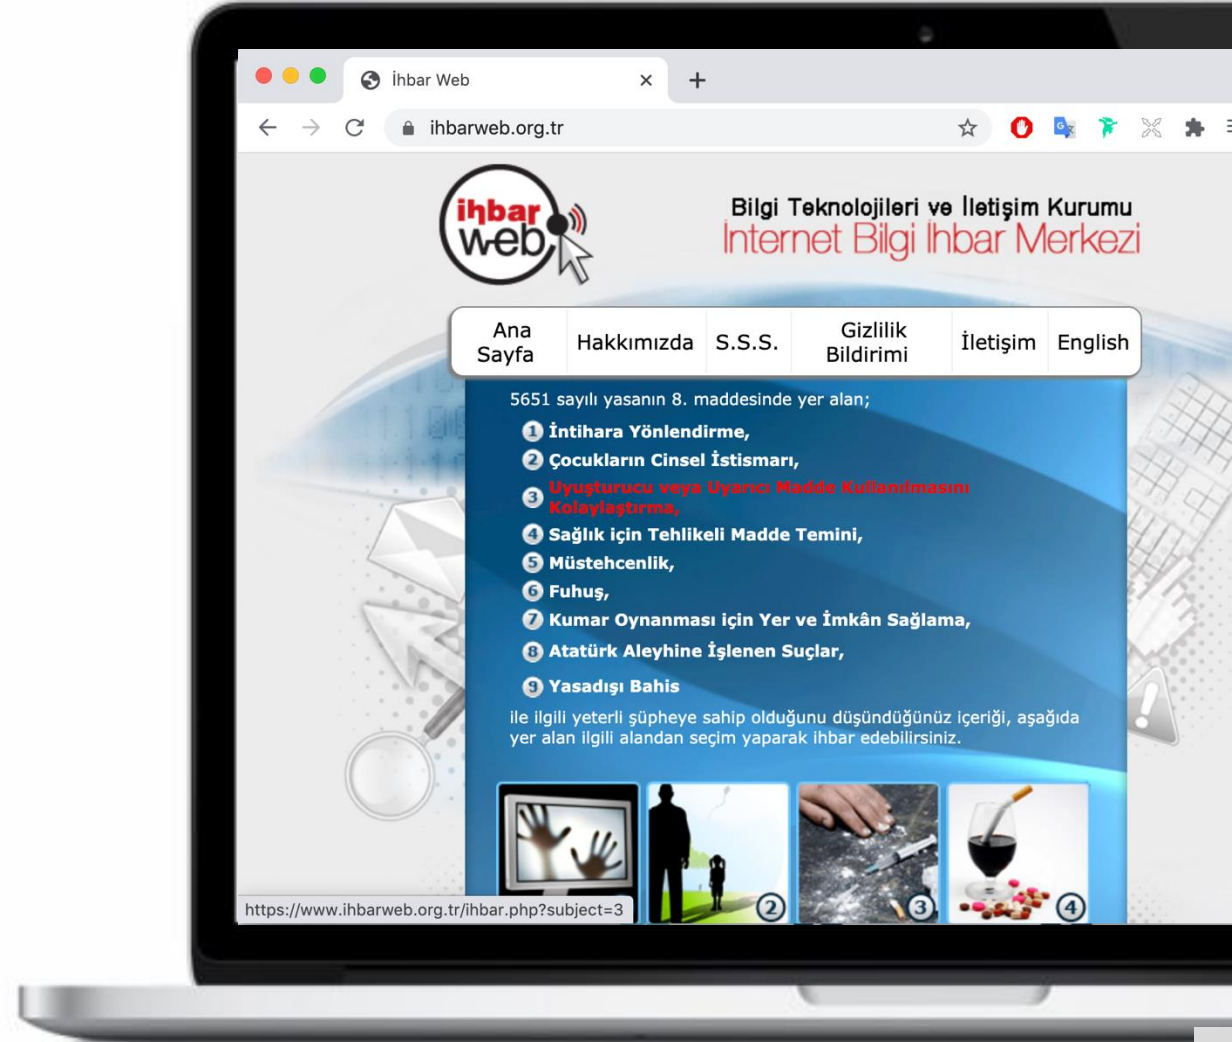 İhbar Web
ihbarweb.org.tr
ihbar
web
Bilgi Teknolojileri ve İletişim Kurumu
İnternet Bilgi İhbar Merkezi
Ana Sayfa
Hakkımızda
S.S.S.
Gizlilik Bildirimi
İletişim
English
5651 sayılı yasanın 8. maddesinde yer alan;
1 İntihara Yönlendirme,
2 Çocukların Cinsel İstismarı,
3 Uyuşturucu veya Uyarıcı Madde Kullanılmasını
Kolaylaştırma,
4 Sağlık için Tehlikeli Madde Temini,
5 Müstehcenlik,
6 Fuhuş,
7 Kumar Oynanması için Yer ve İmkân Sağlama,
8 Atatürk Aleyhine İşlenen Suçlar,
9 Yasadışı Bahis
ile ilgili yeterli şüpheye sahip olduğunu düşündüğünüz içeriği, aşağıda
yer alan ilgili alandan seçim yaparak ihbar edebilirsiniz.
2
3
4
https://www.ihbarweb.org.tr/ihbar.php?subject=3